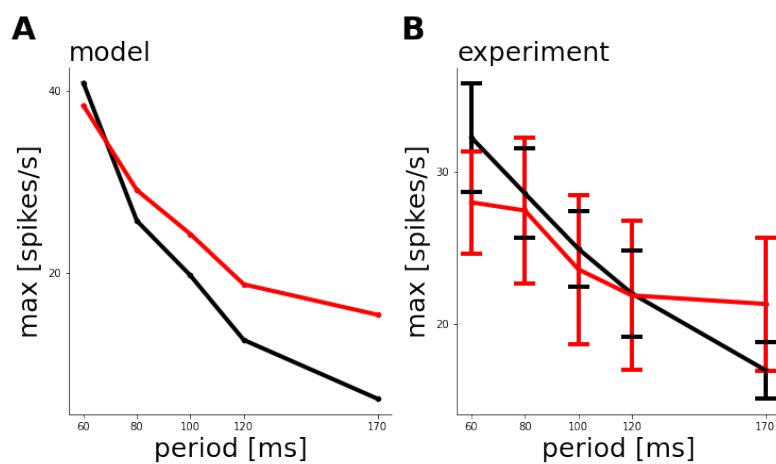 A
model
max [spikes/s]
40
20
60 80 100 120 170
period [ms]
B
experiment
max [spikes/s]
30
20
60 80 100 120 170
period [ms]